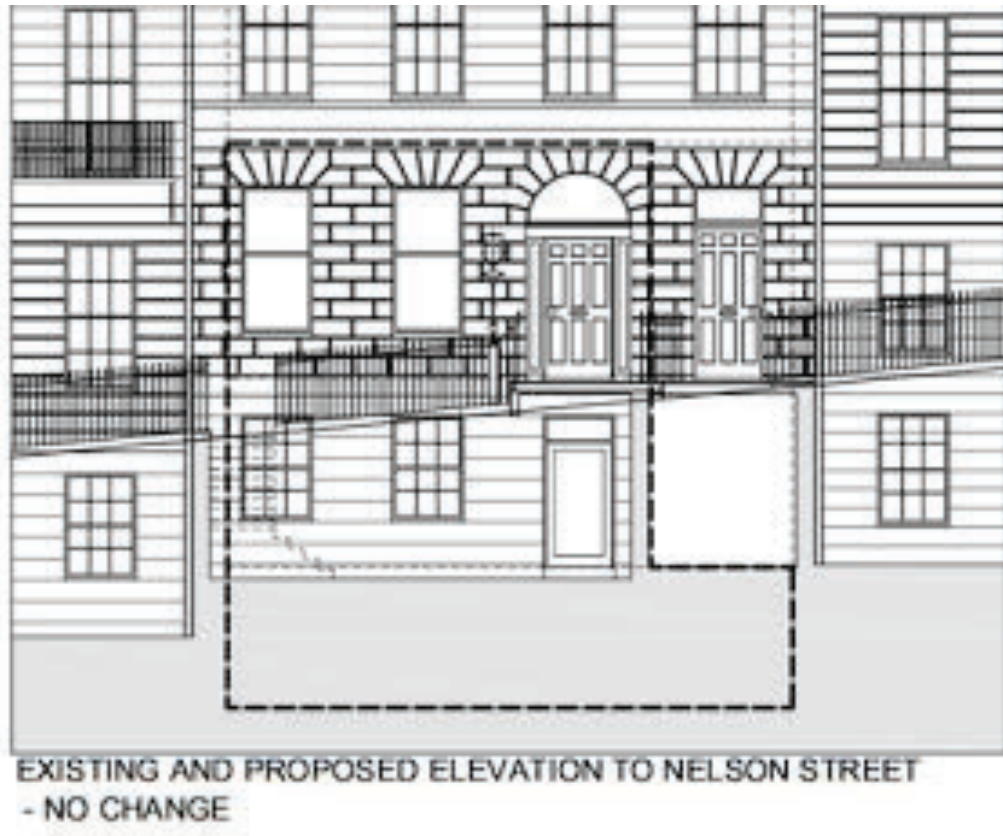 EXISTING AND PROPOSED ELEVATION TO NELSON STREET
- NO CHANGE